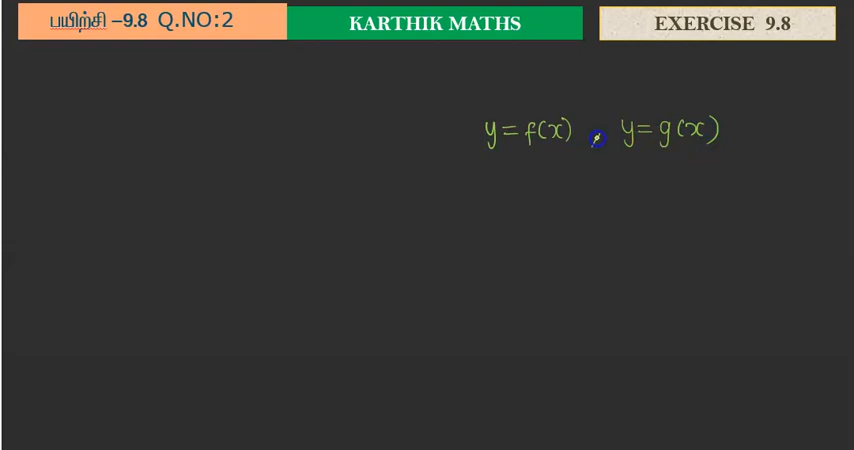 பயிற்சி –9.8 Q.NO:2
KARTHIK MATHS
EXERCISE 9.8
y = f(x) y = g(x)